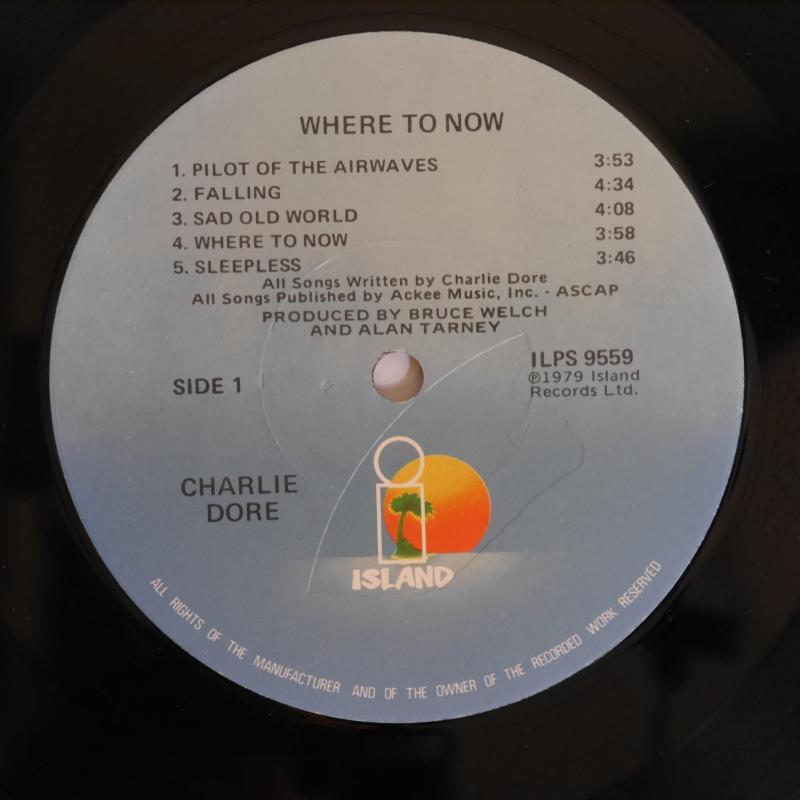 WHERE TO NOW
1. PILOT OF THE AIRWAVES 3:53
2. FALLING 4:34
3. SAD OLD WORLD 4:08
4. WHERE TO NOW 3:58
5. SLEEPLESS 3:46
All Songs Written by Charlie Dore
All Songs Published by Ackee Music, Inc. - ASCAP
PRODUCED BY BRUCE WELCH
AND ALAN TARNEY
SIDE 1
ILPS 9559
℗1979 Island
Records Ltd.
CHARLIE
DORE
ISLAND
ALL RIGHTS OF THE MANUFACTURER AND OF THE OWNER OF THE RECORDED WORK RESERVED